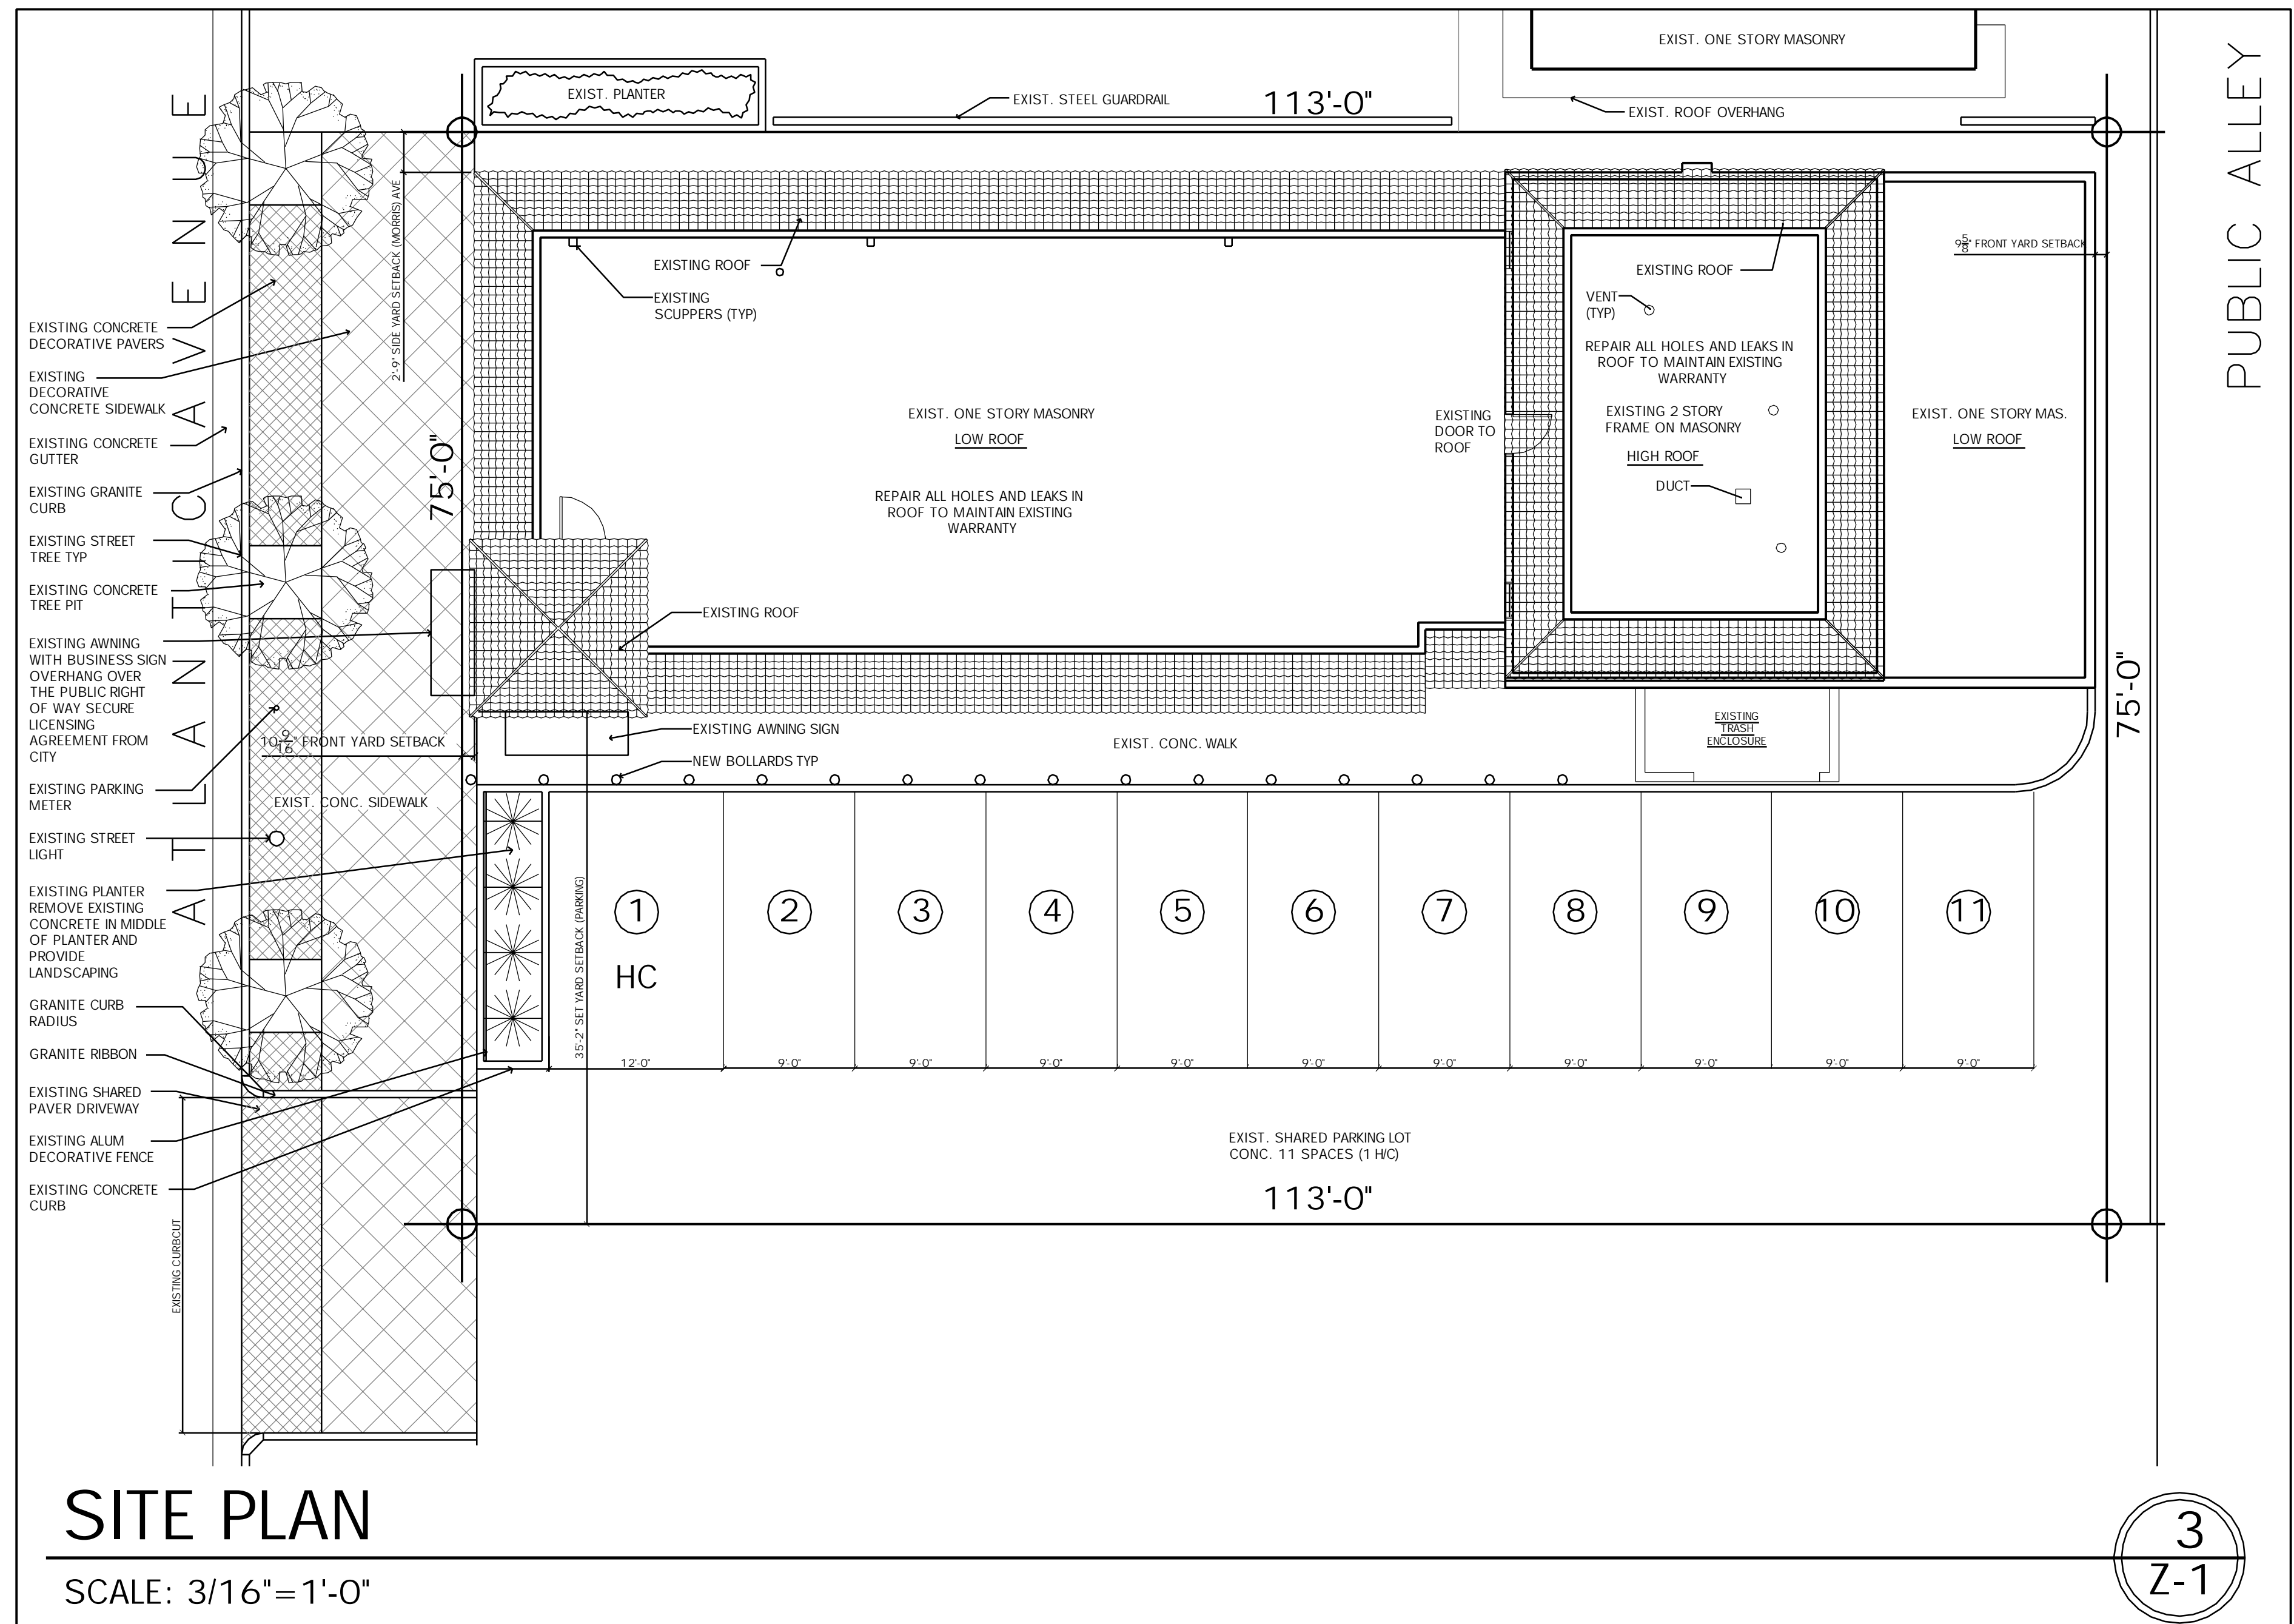 EXIST. ONE STORY MASONRY
EXIST. PLANTER
EXIST. STEEL GUARDRAIL
113'-0"
EXIST. ROOF OVERHANG
PUBLIC ALLEY
ATLANTIC AVENUE
2'-9" SIDE YARD SETBACK (MORRIS) AVE
75'-0"
EXISTING CONCRETE
DECORATIVE PAVERS
EXISTING
DECORATIVE
CONCRETE SIDEWALK
EXISTING CONCRETE
GUTTER
EXISTING GRANITE
CURB
EXISTING STREET
TREE TYP
EXISTING CONCRETE
TREE PIT
EXISTING AWNING
WITH BUSINESS SIGN
OVERHANG OVER
THE PUBLIC RIGHT
OF WAY SECURE
LICENSING
AGREEMENT FROM
CITY
EXISTING PARKING
METER
EXISTING STREET
LIGHT
EXISTING PLANTER
REMOVE EXISTING
CONCRETE IN MIDDLE
OF PLANTER AND
PROVIDE
LANDSCAPING
GRANITE CURB
RADIUS
GRANITE RIBBON
EXISTING SHARED
PAVER DRIVEWAY
EXISTING ALUM
DECORATIVE FENCE
EXISTING CONCRETE
CURB
EXISTING CURBCUT
10 9/16" FRONT YARD SETBACK
EXIST. CONC. SIDEWALK
EXISTING ROOF
EXISTING
SCUPPERS (TYP)
EXIST. ONE STORY MASONRY
LOW ROOF
REPAIR ALL HOLES AND LEAKS IN
ROOF TO MAINTAIN EXISTING
WARRANTY
EXISTING
DOOR TO
ROOF
EXISTING ROOF
VENT
(TYP)
REPAIR ALL HOLES AND LEAKS IN
ROOF TO MAINTAIN EXISTING
WARRANTY
EXISTING 2 STORY
FRAME ON MASONRY
HIGH ROOF
DUCT
9 5/8" FRONT YARD SETBACK
EXIST. ONE STORY MAS.
LOW ROOF
EXISTING ROOF
EXISTING AWNING SIGN
NEW BOLLARDS TYP
EXIST. CONC. WALK
EXISTING
TRASH
ENCLOSURE
75'-0"
35'-2" SET YARD SETBACK (PARKING)
1 2 3 4 5 6 7 8 9 10 11
HC
12'-0" 9'-0" 9'-0" 9'-0" 9'-0" 9'-0" 9'-0" 9'-0" 9'-0" 9'-0" 9'-0"
EXIST. SHARED PARKING LOT
CONC. 11 SPACES (1 H/C)
113'-0"
SITE PLAN
SCALE: 3/16"=1'-0"
3
Z-1